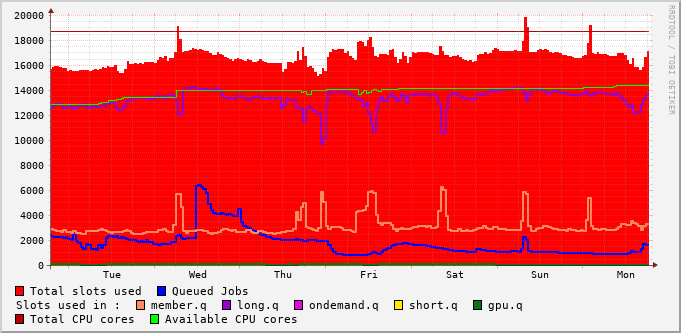 RRDTOOL / TOBI OETIKER
20000
18000
16000
14000
12000
10000
8000
6000
4000
2000
0
Tue Wed Thu Fri Sat Sun Mon
Total slots used Queued Jobs
Slots used in : member.q long.q ondemand.q short.q gpu.q
Total CPU cores Available CPU cores